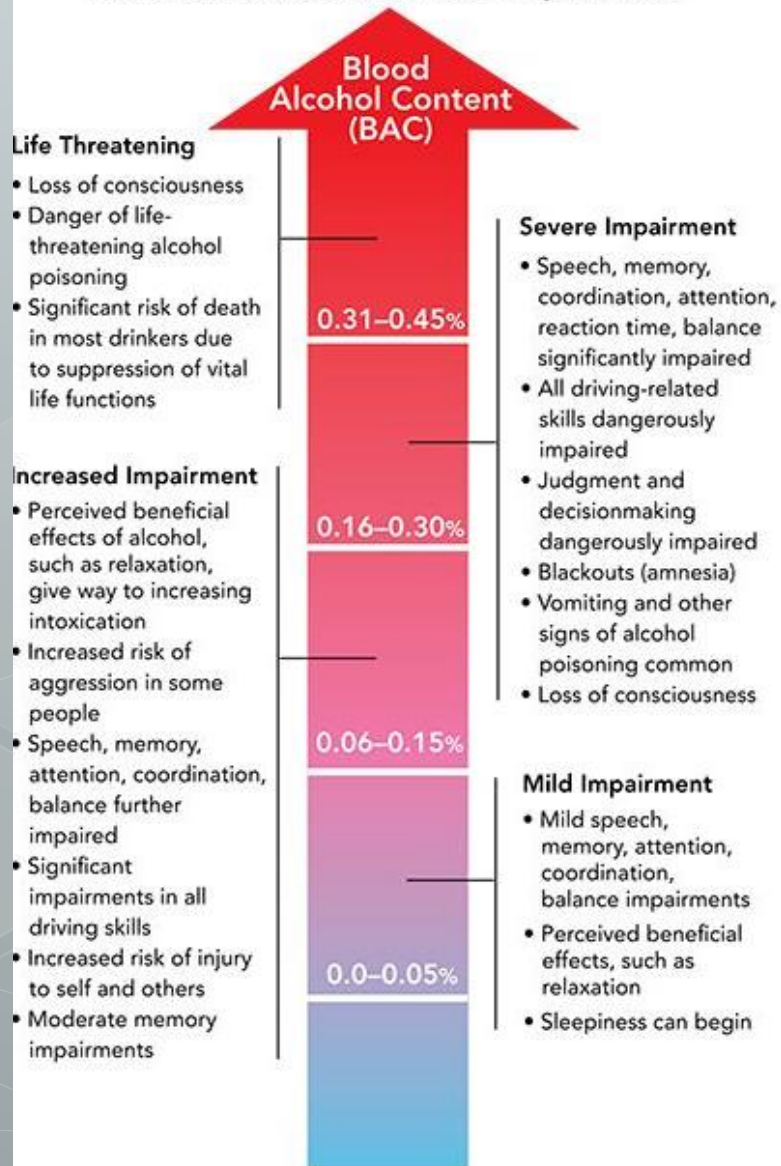 Blood
Alcohol Content
(BAC)
Life Threatening
• Loss of consciousness
• Danger of life-
threatening alcohol
poisoning
• Significant risk of death
in most drinkers due
to suppression of vital
life functions
0.31–0.45%
Severe Impairment
• Speech, memory,
coordination, attention,
reaction time, balance
significantly impaired
• All driving-related
skills dangerously
impaired
• Judgment and
decisionmaking
dangerously impaired
• Blackouts (amnesia)
• Vomiting and other
signs of alcohol
poisoning common
• Loss of consciousness
0.16–0.30%
Increased Impairment
• Perceived beneficial
effects of alcohol,
such as relaxation,
give way to increasing
intoxication
• Increased risk of
aggression in some
people
• Speech, memory,
attention, coordination,
balance further
impaired
• Significant
impairments in all
driving skills
• Increased risk of injury
to self and others
• Moderate memory
impairments
0.06–0.15%
Mild Impairment
• Mild speech,
memory, attention,
coordination,
balance impairments
• Perceived beneficial
effects, such as
relaxation
• Sleepiness can begin
0.0–0.05%